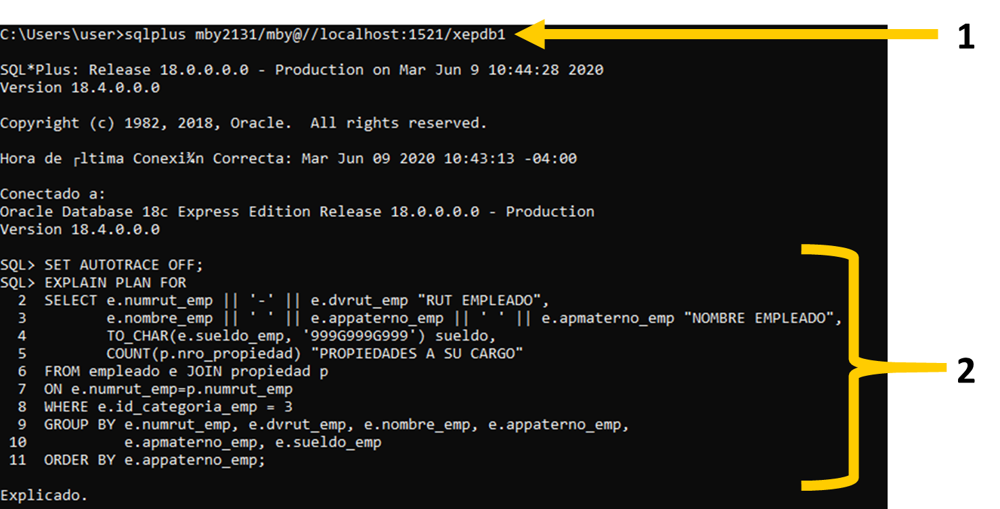 C:\Users\user>sqlplus mby2131/mby@//localhost:1521/xepdb1
1
SQL*Plus: Release 18.0.0.0.0 - Production on Mar Jun 9 10:44:28 2020
Version 18.4.0.0.0
Copyright (c) 1982, 2018, Oracle.  All rights reserved.
Hora de ┌ltima Conexi¾n Correcta: Mar Jun 09 2020 10:43:13 -04:00
Conectado a:
Oracle Database 18c Express Edition Release 18.0.0.0.0 - Production
Version 18.4.0.0.0
SQL> SET AUTOTRACE OFF;
SQL> EXPLAIN PLAN FOR
  2  SELECT e.numrut_emp || '-' || e.dvrut_emp "RUT EMPLEADO",
  3         e.nombre_emp || ' ' || e.appaterno_emp || ' ' || e.apmaterno_emp "NOMBRE EMPLEADO",
  4         TO_CHAR(e.sueldo_emp, '999G999G999') sueldo,
  5         COUNT(p.nro_propiedad) "PROPIEDADES A SU CARGO"
  6  FROM empleado e JOIN propiedad p
2
  7  ON e.numrut_emp=p.numrut_emp
  8  WHERE e.id_categoria_emp = 3
  9  GROUP BY e.numrut_emp, e.dvrut_emp, e.nombre_emp, e.appaterno_emp,
 10           e.apmaterno_emp, e.sueldo_emp
 11  ORDER BY e.appaterno_emp;
Explicado.